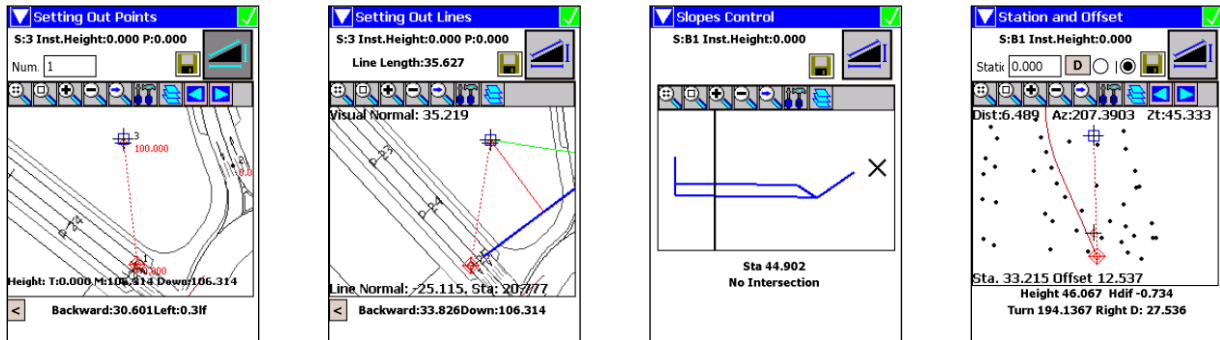 Setting Out Points
S:3 Inst.Height:0.000 P:0.000
Num. 1
3
100.000
2
P-24
1
Height: T:0.000 M:106.314 Down:106.314
< Backward:30.601Left:0.3lf
Setting Out Lines
S:3 Inst.Height:0.000 P:0.000
Line Length:35.627
Visual Normal: 35.219
P-23
P-24
Line Normal: -25.115, Sta: 20.777
< Backward:33.826Down:106.314
Slopes Control
S:B1 Inst.Height:0.000
Sta 44.902
No Intersection
Station and Offset
S:B1 Inst.Height:0.000
Static 0.000 D I
Dist:6.489 Az:207.3903 Zt:45.333
Sta. 33.215 Offset 12.537
Height 46.067 Hdif -0.734
Turn 194.1367 Right D: 27.536